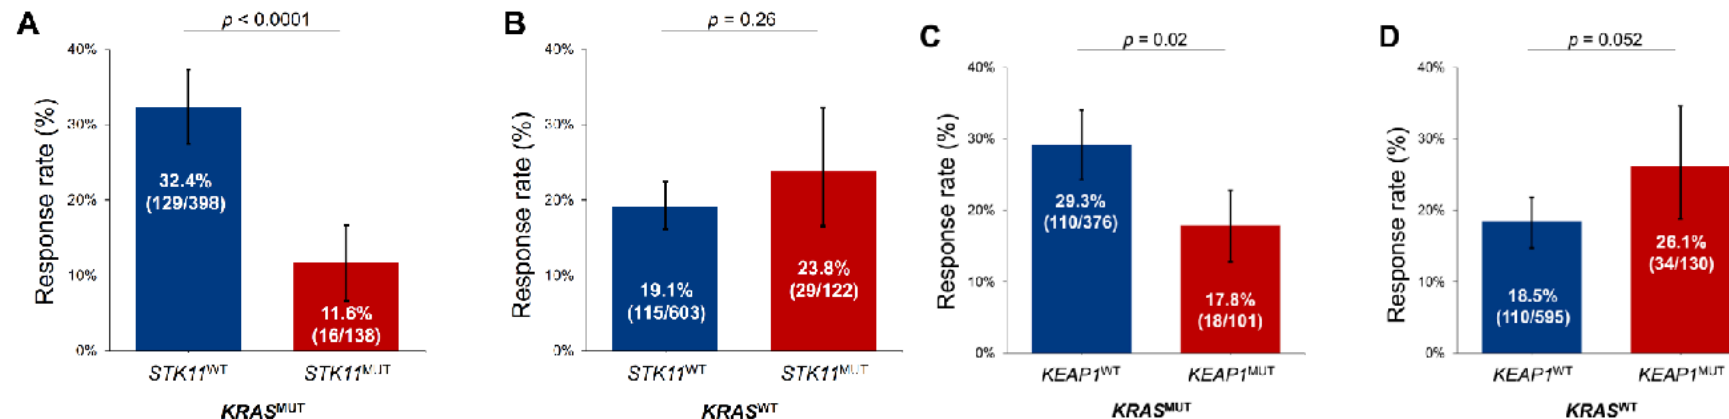 A
p < 0.0001
Response rate (%)
40%
30%
20%
10%
0%
32.4%
(129/398)
11.6%
(16/138)
STK11WT
STK11MUT
KRASMUT
B
p = 0.26
Response rate (%)
40%
30%
20%
10%
0%
19.1%
(115/603)
23.8%
(29/122)
STK11WT
STK11MUT
KRASWT
C
p = 0.02
Response rate (%)
40%
30%
20%
10%
0%
29.3%
(110/376)
17.8%
(18/101)
KEAP1WT
KEAP1MUT
KRASMUT
D
p = 0.052
Response rate (%)
40%
30%
20%
10%
0%
18.5%
(110/595)
26.1%
(34/130)
KEAP1WT
KEAP1MUT
KRASWT